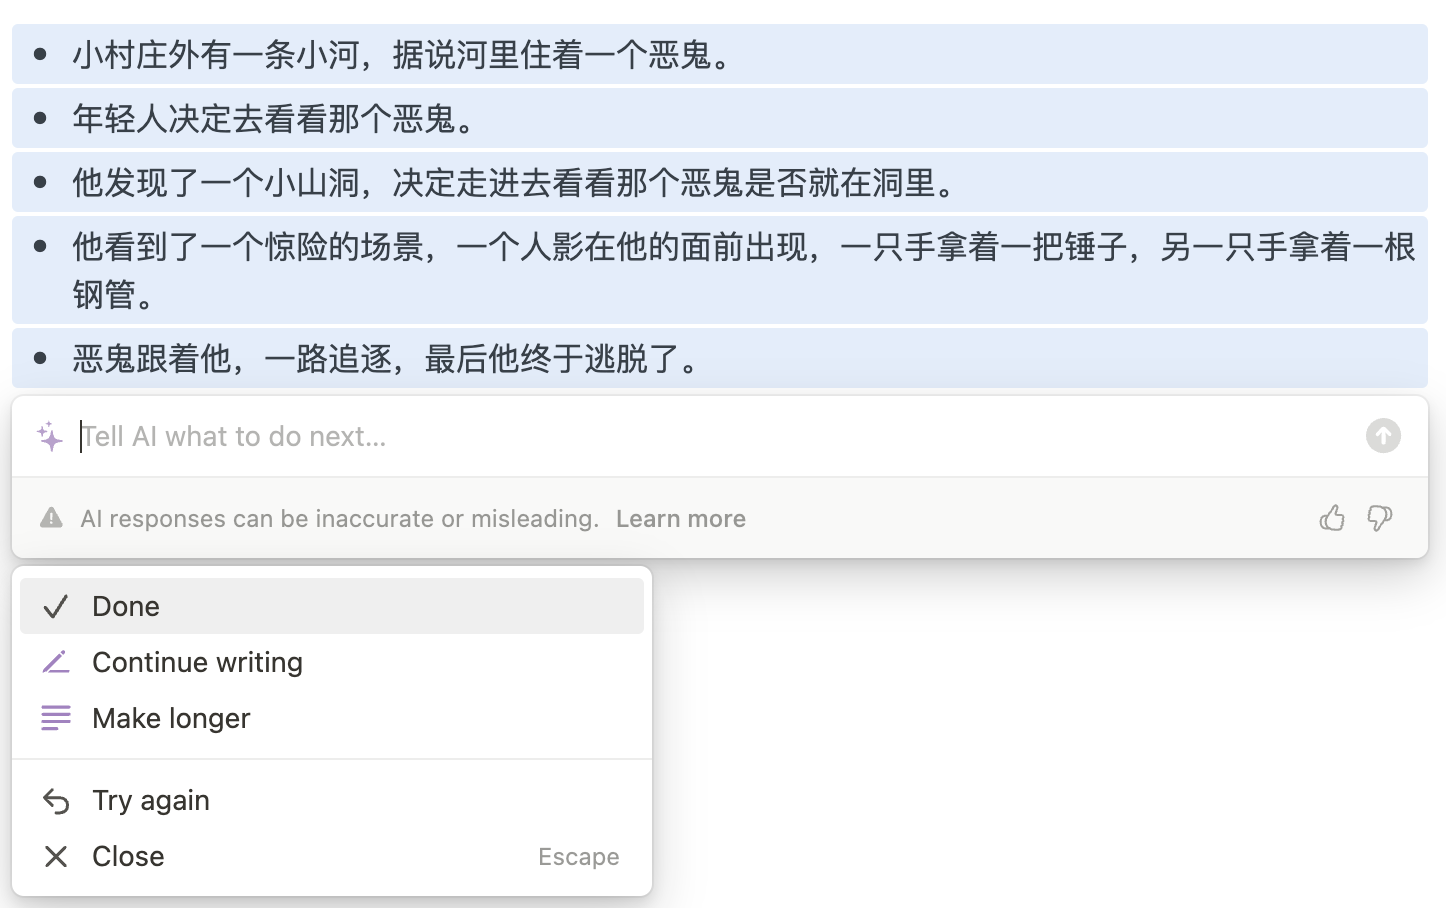 • 小村庄外有一条小河，据说河里住着一个恶鬼。
• 年轻人决定去看看那个恶鬼。
• 他发现了一个小山洞，决定走进去看看那个恶鬼是否就在洞里。
• 他看到了一个惊险的场景，一个人影在他的面前出现，一只手拿着一把锤子，另一只手拿着一根
钢管。
• 恶鬼跟着他，一路追逐，最后他终于逃脱了。
Tell AI what to do next...
AI responses can be inaccurate or misleading. Learn more
Done
Continue writing
Make longer
Try again
Close Escape